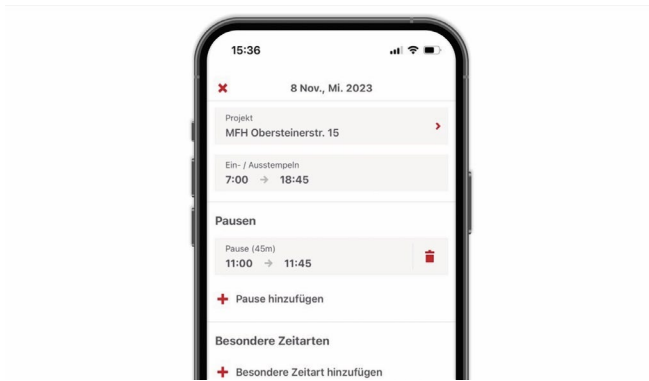 15:36
8 Nov., Mi. 2023
Projekt
MFH Obersteinerstr. 15
Ein- / Ausstempeln
7:00 → 18:45
Pausen
Pause (45m)
11:00 → 11:45
+ Pause hinzufügen
Besondere Zeitarten
+ Besondere Zeitart hinzufügen